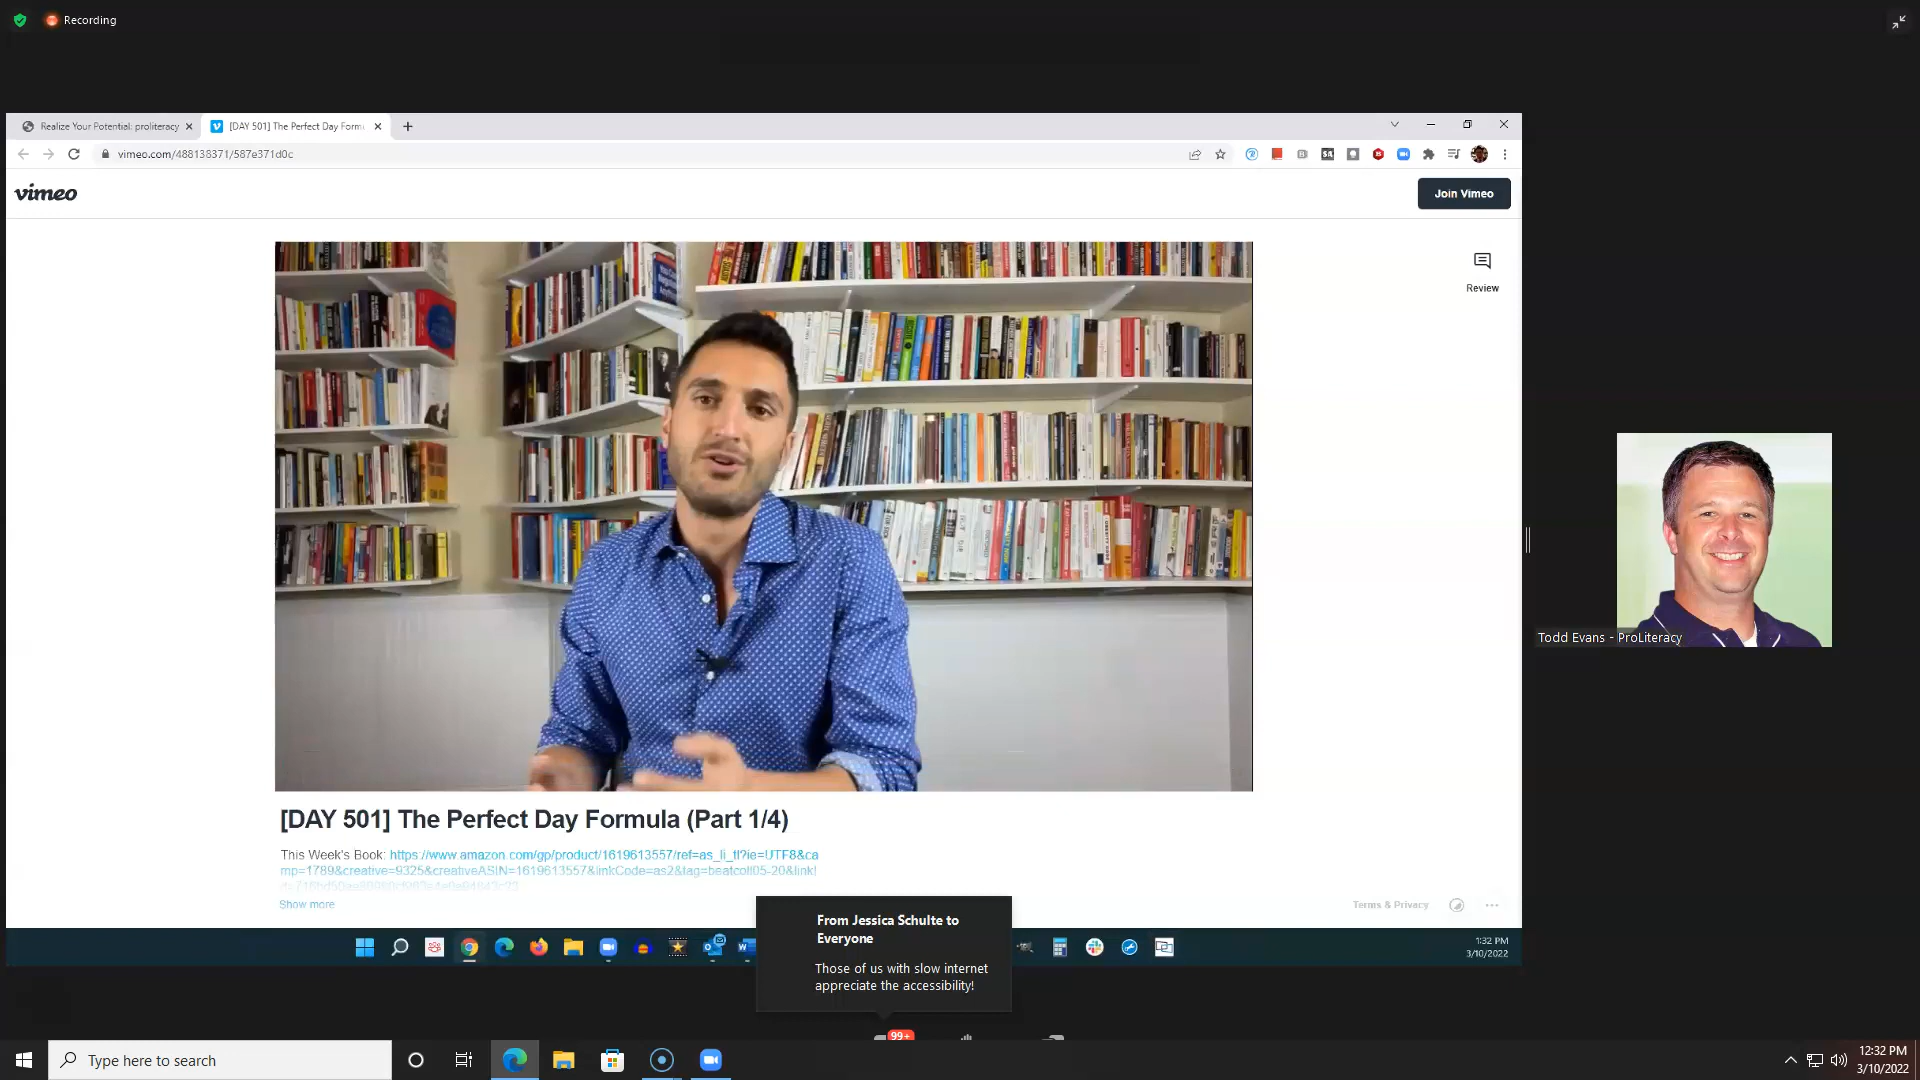 Recording
Realize Your Potential: proliteracy
[DAY 501] The Perfect Day Form
vimeo.com/488138371/587e371d0c
vimeo
Join Vimeo
Review
[DAY 501] The Perfect Day Formula (Part 1/4)
This Week's Book: https://www.amazon.com/gp/product/1619613557/ref=as_li_tl?ie=UTF8&ca
mp=1789&creative=9325&creativeASIN=1619613557&linkCode=as2&tag=beatcoll05-20&linkI
Show more
Terms & Privacy
Todd Evans - ProLiteracy
From Jessica Schulte to
Everyone
Those of us with slow internet
appreciate the accessibility!
1:32 PM
3/10/2022
99+
Type here to search
12:32 PM
3/10/2022